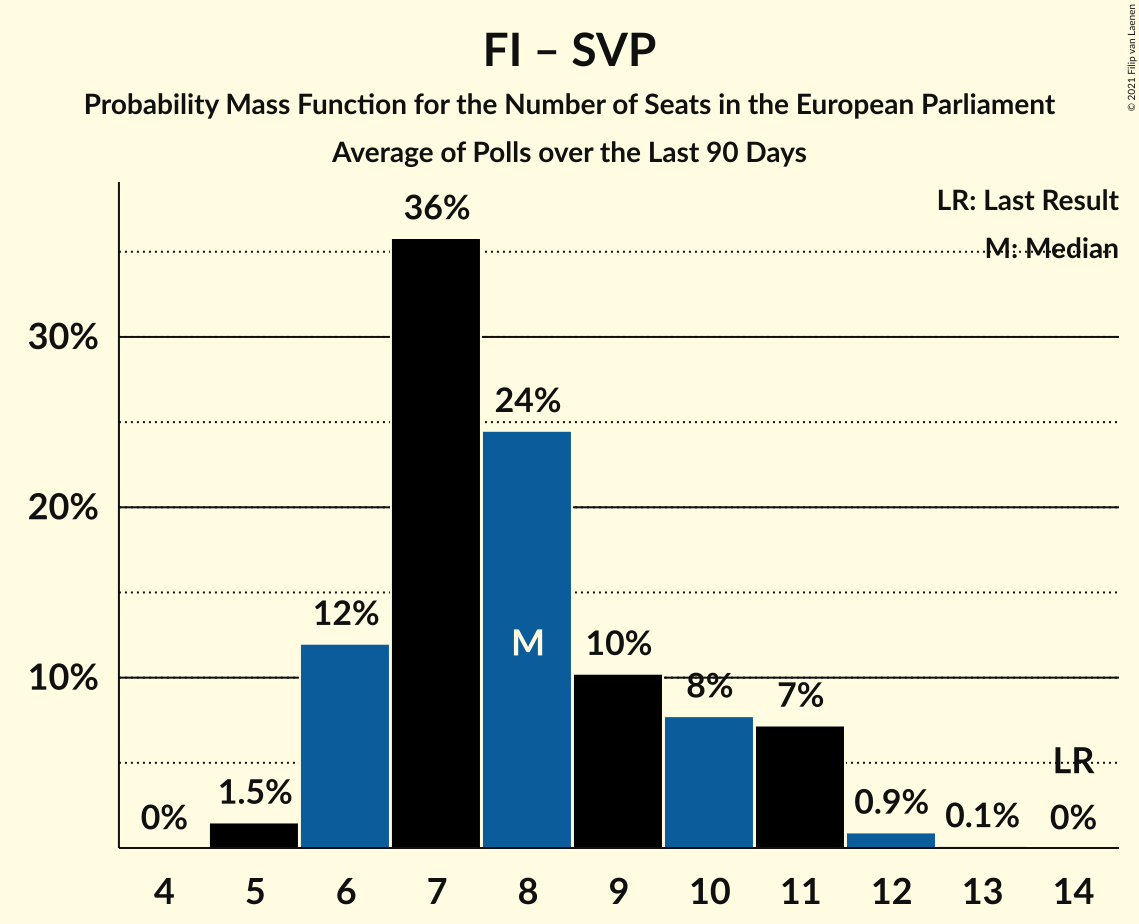 FI – SVP
Probability Mass Function for the Number of Seats in the European Parliament
Average of Polls over the Last 90 Days
© 2021 Filip van Laenen
LR: Last Result
M: Median
36%
30%
24%
20%
12%
M
10%
10%
8%
7%
LR
1.5%
0%
0.9%
0.1%
0%
4 5 6 7 8 9 10 11 12 13 14